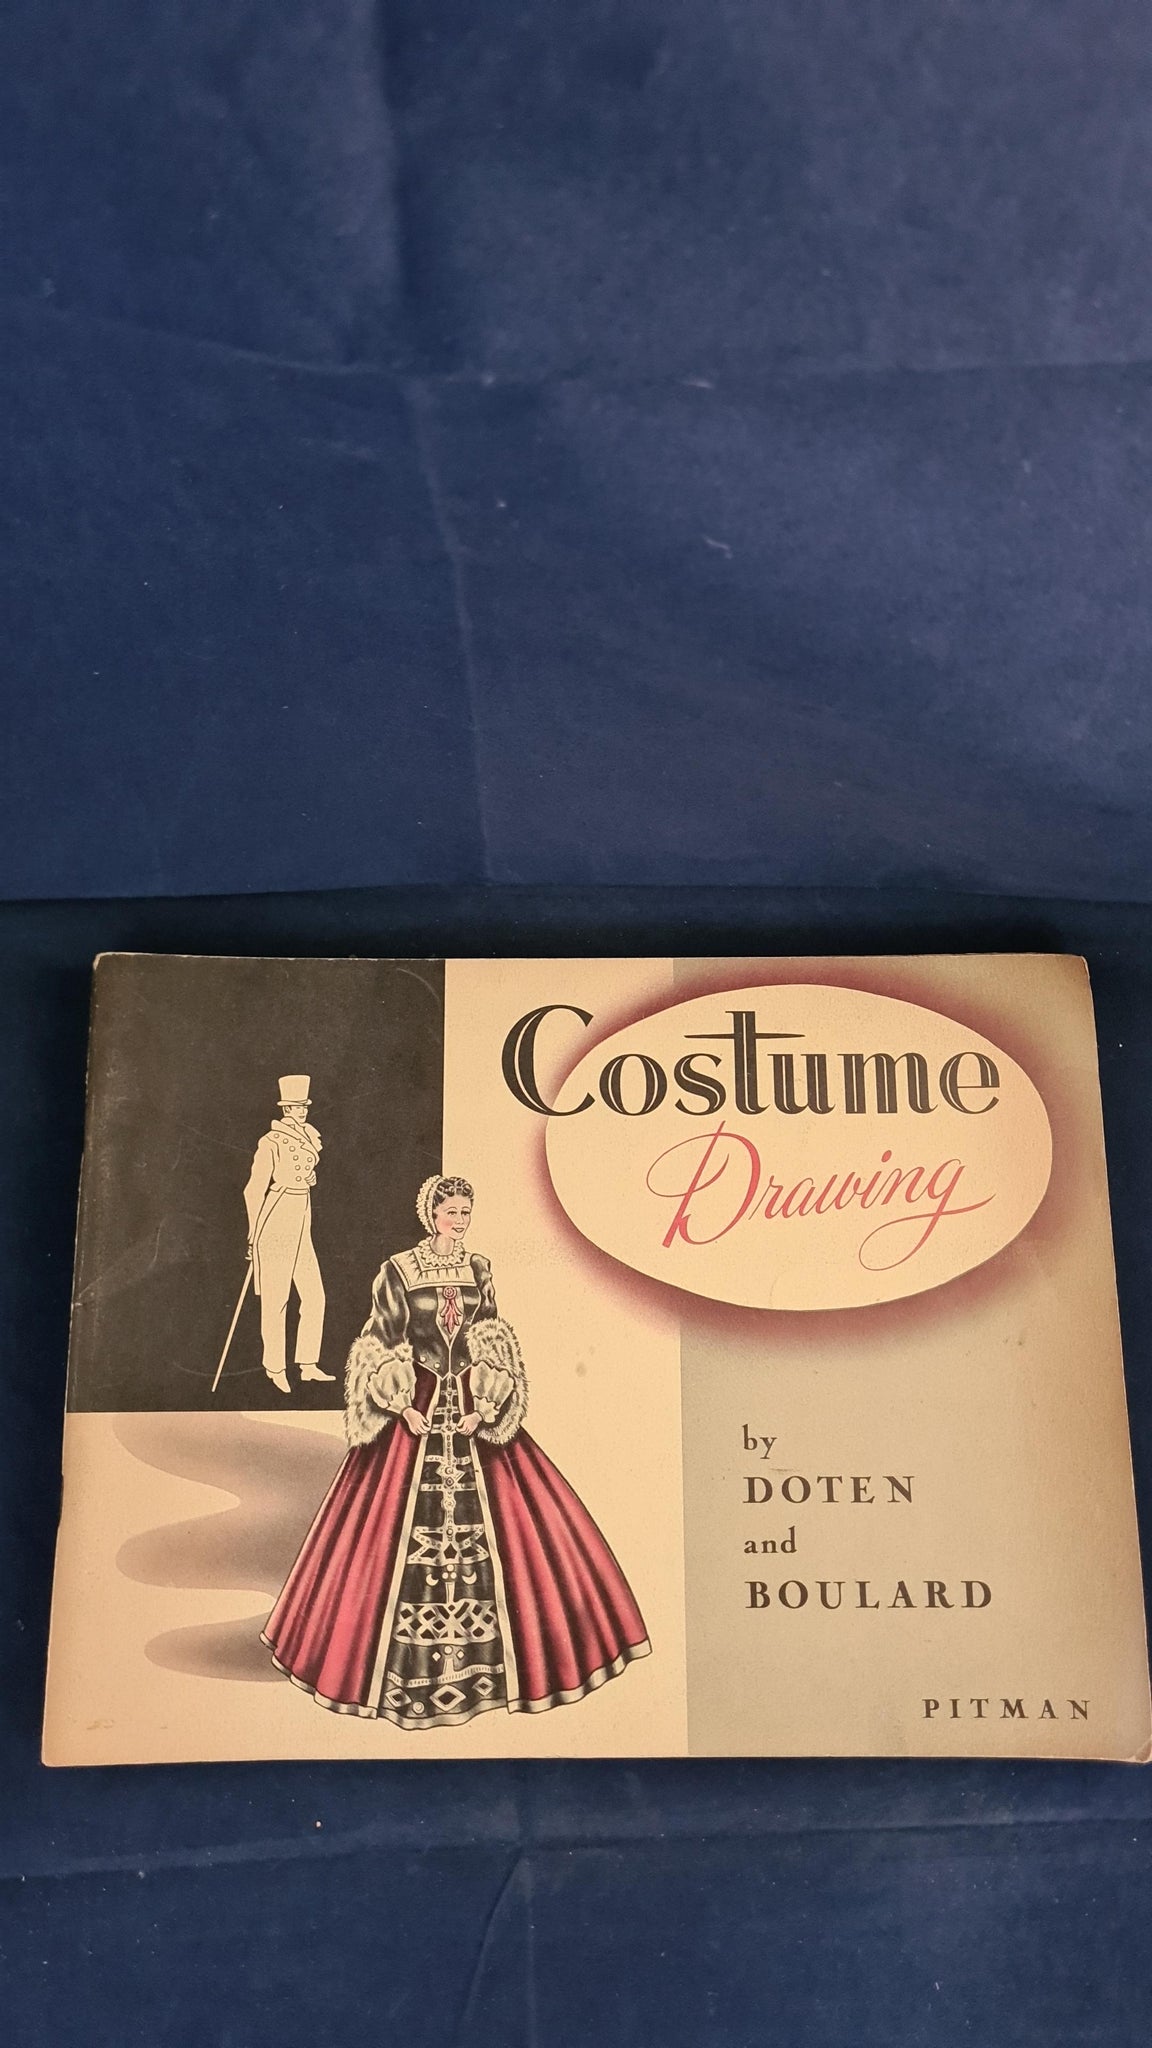 Costume
Drawing
by
DOTEN
and
BOULARD
PITMAN